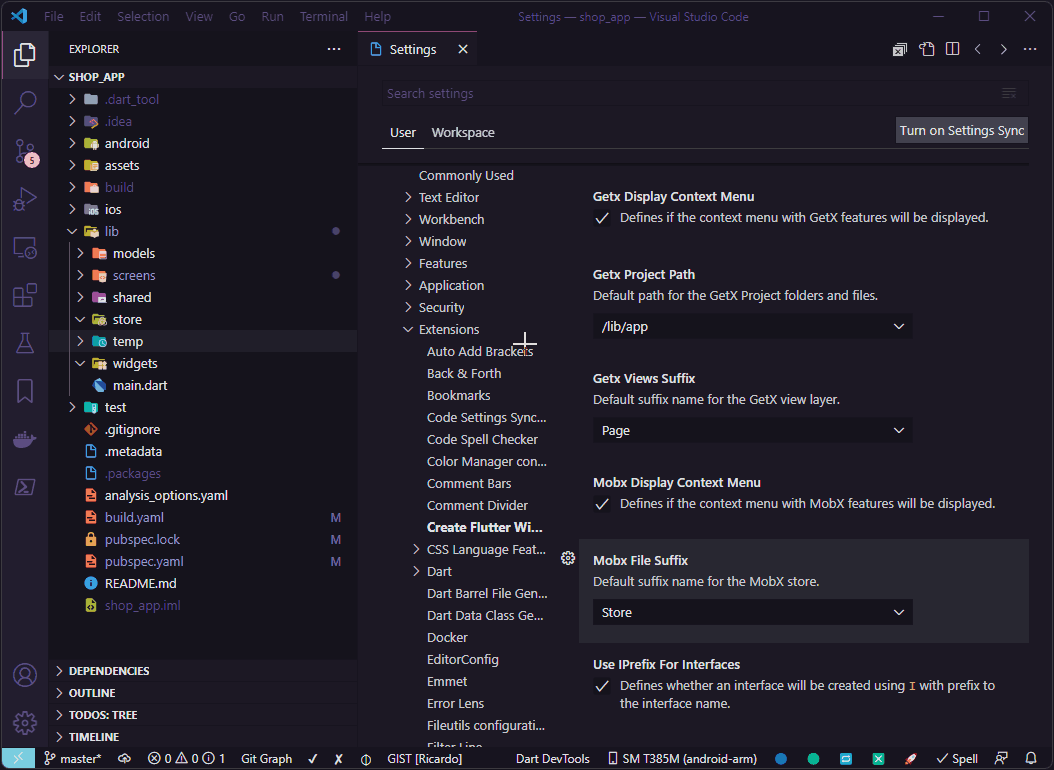 File Edit Selection View Go Run Terminal Help Settings — shop_app — Visual Studio Code
EXPLORER
SHOP_APP
.dart_tool
.idea
android
assets
build
ios
lib
models
screens
shared
store
temp
widgets
main.dart
test
.gitignore
.metadata
.packages
analysis_options.yaml
build.yaml M
pubspec.lock M
pubspec.yaml M
README.md
shop_app.iml
DEPENDENCIES
OUTLINE
TODOS: TREE
TIMELINE
5
Settings
Search settings
User Workspace
Turn on Settings Sync
Commonly Used
Text Editor
Workbench
Window
Features
Application
Security
Extensions
Auto Add Brackets
Back & Forth
Bookmarks
Code Settings Sync...
Code Spell Checker
Color Manager con...
Comment Bars
Comment Divider
Create Flutter Wi...
CSS Language Feat...
Dart
Dart Barrel File Gen...
Dart Data Class Ge...
Docker
EditorConfig
Emmet
Error Lens
Fileutils configurati...
Filter Line
Getx Display Context Menu
Defines if the context menu with GetX features will be displayed.
Getx Project Path
Default path for the GetX Project folders and files.
/lib/app
Getx Views Suffix
Default suffix name for the GetX view layer.
Page
Mobx Display Context Menu
Defines if the context menu with MobX features will be displayed.
Mobx File Suffix
Default suffix name for the MobX store.
Store
Use IPrefix For Interfaces
Defines whether an interface will be created using I with prefix to
the interface name.
master* 0 0 1 Git Graph GIST [Ricardo] Dart DevTools SM T385M (android-arm) Spell